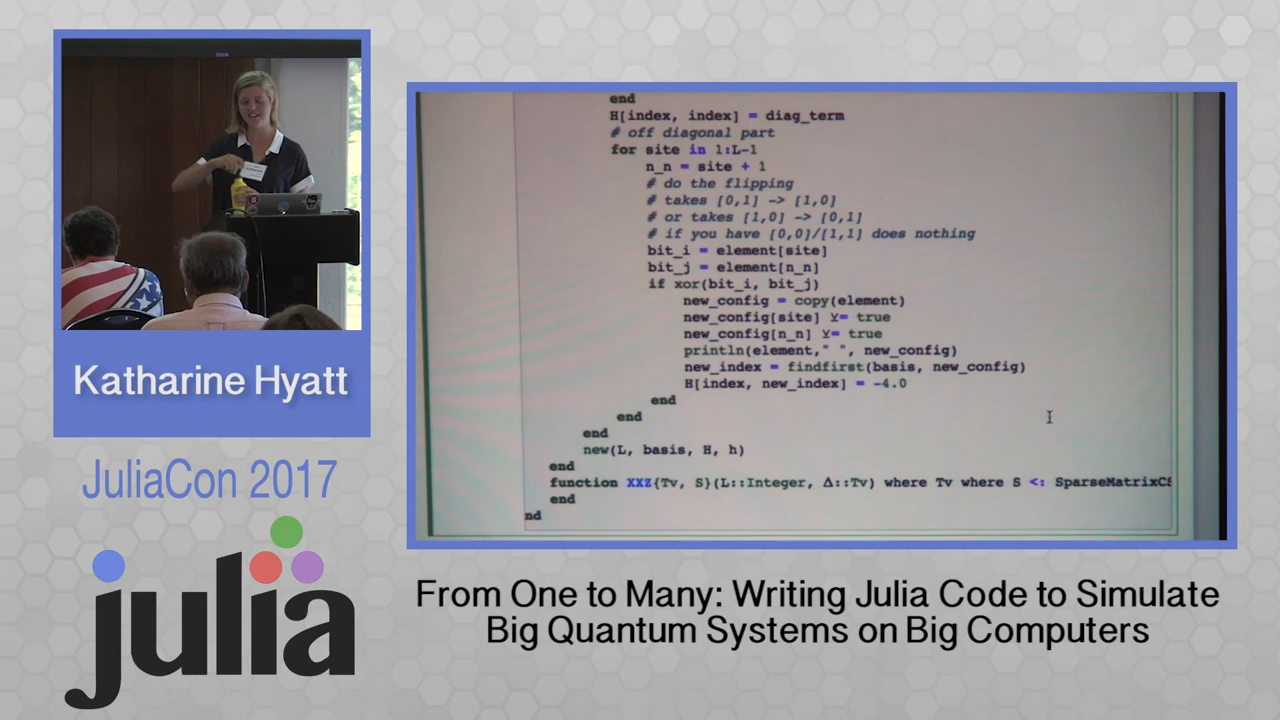 Katharine Hyatt
JuliaCon 2017
julia
end
H[index, index] = diag_term
# off diagonal part
for site in 1:L-1
n_n = site + 1
# do the flipping
# takes [0,1] -> [1,0]
# or takes [1,0] -> [0,1]
# if you have [0,0]/[1,1] does nothing
bit_i = element[site]
bit_j = element[n_n]
if xor(bit_i, bit_j)
new_config = copy(element)
new_config[site] ⊻= true
new_config[n_n] ⊻= true
println(element," ", new_config)
new_index = findfirst(basis, new_config)
H[index, new_index] = -4.0
end
end
end
new(L, basis, H, h)
end
function XXZ{Tv, S}(L::Integer, Δ::Tv) where Tv where S <: SparseMatrixCS
end
nd
From One to Many: Writing Julia Code to Simulate
Big Quantum Systems on Big Computers